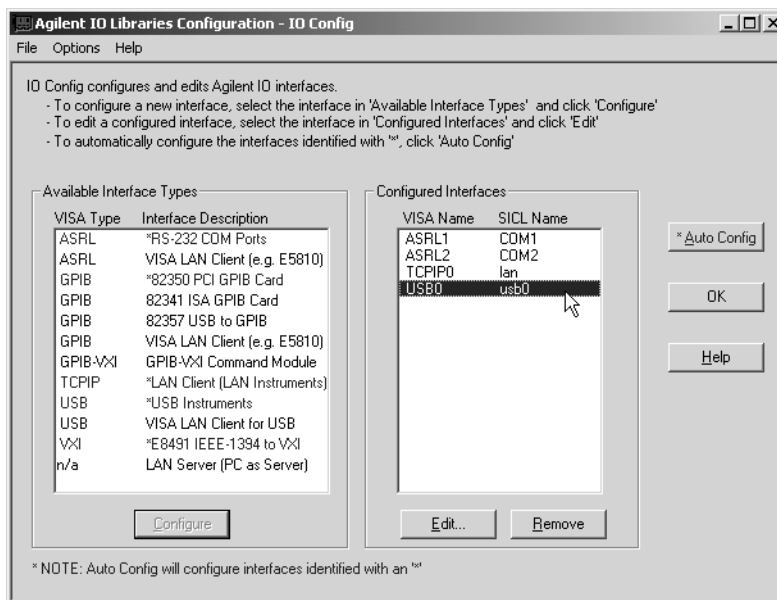 Agilent IO Libraries Configuration - IO Config
File Options Help
IO Config configures and edits Agilent IO interfaces.
- To configure a new interface, select the interface in 'Available Interface Types' and click 'Configure'
- To edit a configured interface, select the interface in 'Configured Interfaces' and click 'Edit'
- To automatically configure the interfaces identified with '*', click 'Auto Config'
Available Interface Types
VISA Type Interface Description
ASRL *RS-232 COM Ports
ASRL VISA LAN Client (e.g. E5810)
GPIB *82350 PCI GPIB Card
GPIB 82341 ISA GPIB Card
GPIB 82357 USB to GPIB
GPIB VISA LAN Client (e.g. E5810)
GPIB-VXI GPIB-VXI Command Module
TCPIP *LAN Client (LAN Instruments)
USB *USB Instruments
USB VISA LAN Client for USB
VXI *E8491 IEEE-1394 to VXI
n/a LAN Server (PC as Server)
Configure
Configured Interfaces
VISA Name SICL Name
ASRL1 COM1
ASRL2 COM2
TCPIP0 lan
USB0 usb0
Edit... Remove
* Auto Config
OK
Help
* NOTE: Auto Config will configure interfaces identified with an '*'